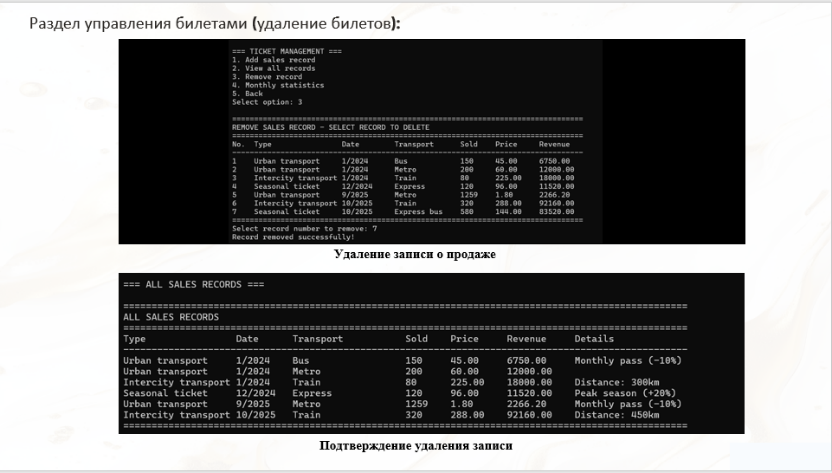 Раздел управления билетами (удаление билетов):
=== TICKET MANAGEMENT ===
1. Add sales record
2. View all records
3. Remove record
4. Monthly statistics
5. Back
Select option: 3
REMOVE SALES RECORD - SELECT RECORD TO DELETE
No. Type Date Transport Sold Price Revenue
1 Urban transport 1/2024 Bus 150 45.00 6750.00
2 Urban transport 1/2024 Metro 200 60.00 12000.00
3 Intercity transport 1/2024 Train 80 225.00 18000.00
4 Seasonal ticket 12/2024 Express 120 96.00 11520.00
5 Urban transport 9/2025 Metro 1259 1.80 2266.20
6 Intercity transport 10/2025 Train 320 288.00 92160.00
7 Seasonal ticket 10/2025 Express bus 580 144.00 83520.00
Select record number to remove: 7
Record removed successfully!
Удаление записи о продаже
=== ALL SALES RECORDS ===
ALL SALES RECORDS
Type Date Transport Sold Price Revenue Details
Urban transport 1/2024 Bus 150 45.00 6750.00 Monthly pass (-10%)
Urban transport 1/2024 Metro 200 60.00 12000.00
Intercity transport 1/2024 Train 80 225.00 18000.00 Distance: 300km
Seasonal ticket 12/2024 Express 120 96.00 11520.00 Peak season (+20%)
Urban transport 9/2025 Metro 1259 1.80 2266.20 Monthly pass (-10%)
Intercity transport 10/2025 Train 320 288.00 92160.00 Distance: 450km
Подтверждение удаления записи